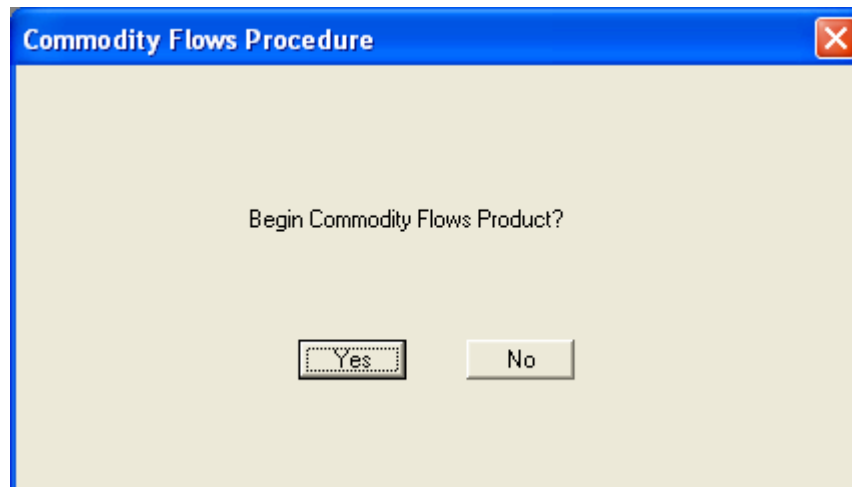 Commodity Flows Procedure
Begin Commodity Flows Product?
Yes No